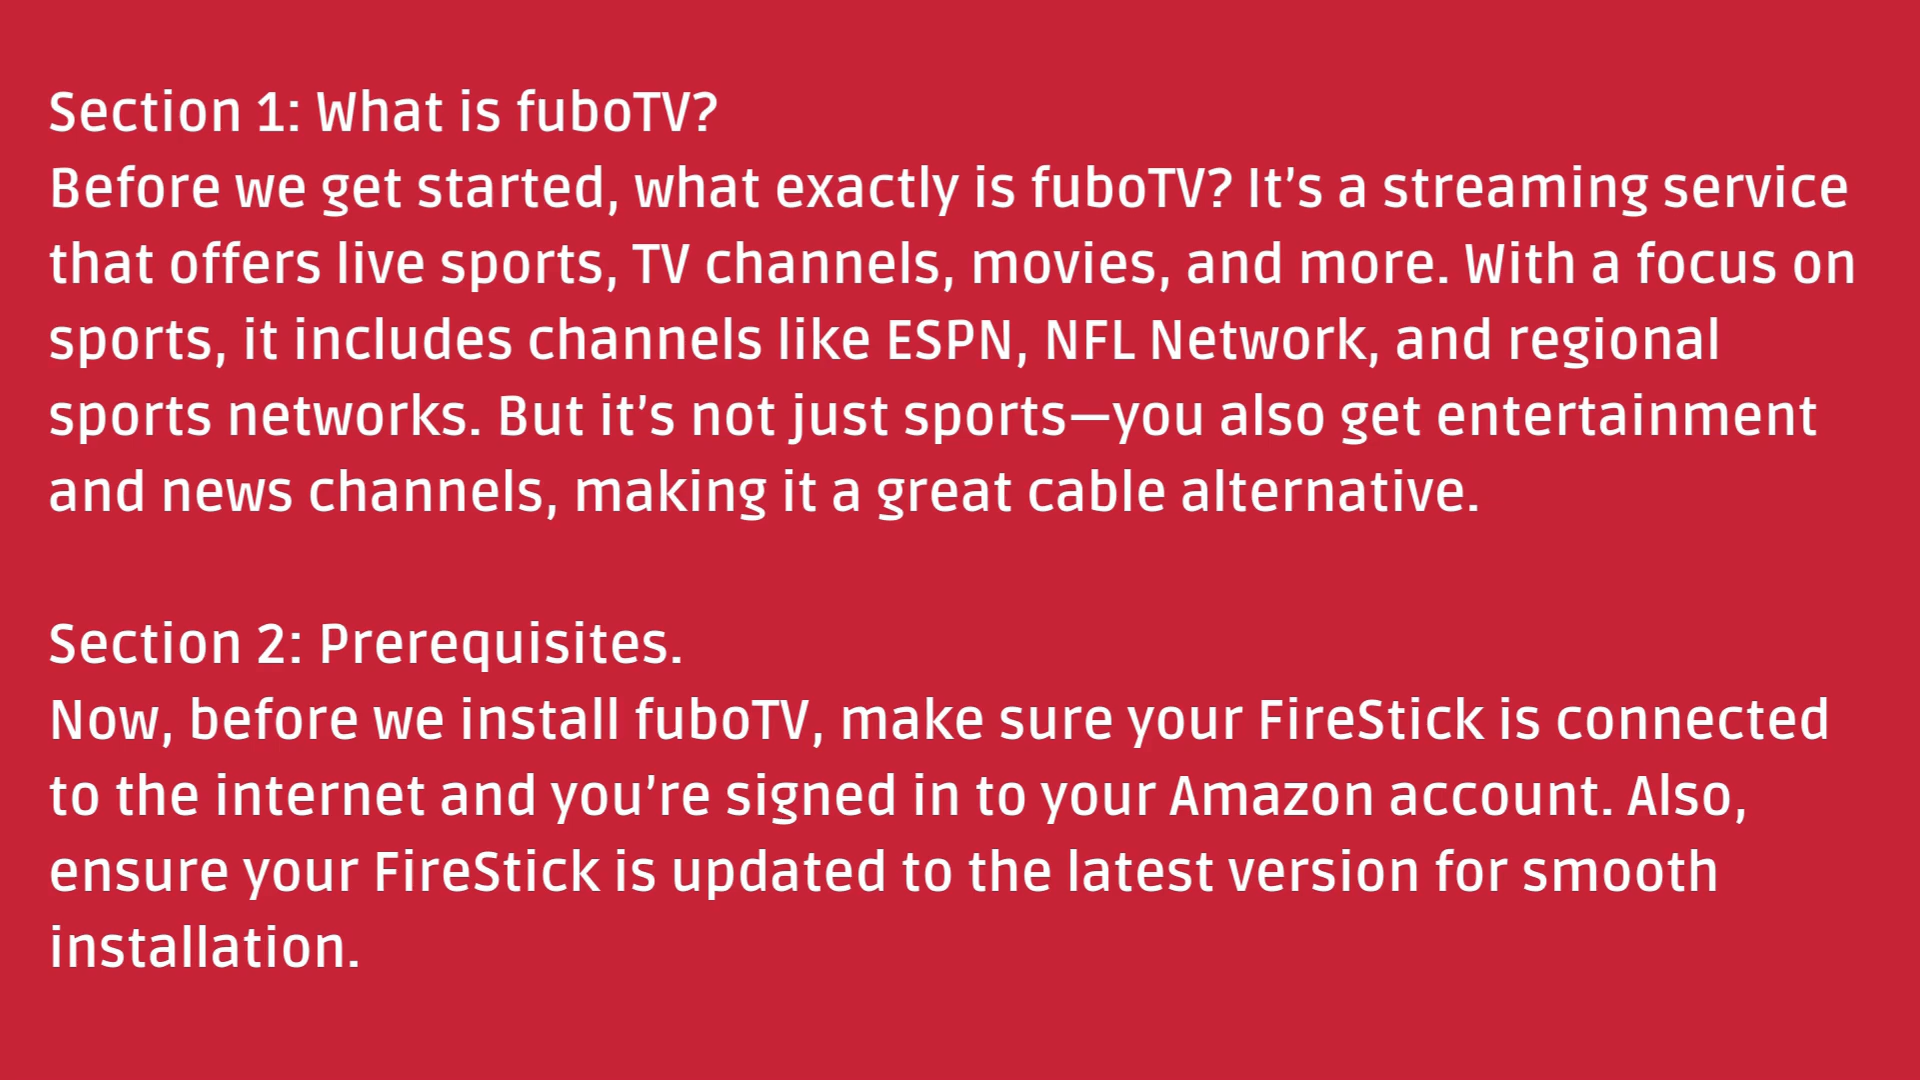 Section 1: What is fuboTV?
Before we get started, what exactly is fuboTV? It’s a streaming service
that offers live sports, TV channels, movies, and more. With a focus on
sports, it includes channels like ESPN, NFL Network, and regional
sports networks. But it’s not just sports—you also get entertainment
and news channels, making it a great cable alternative.
Section 2: Prerequisites.
Now, before we install fuboTV, make sure your FireStick is connected
to the internet and you’re signed in to your Amazon account. Also,
ensure your FireStick is updated to the latest version for smooth
installation.